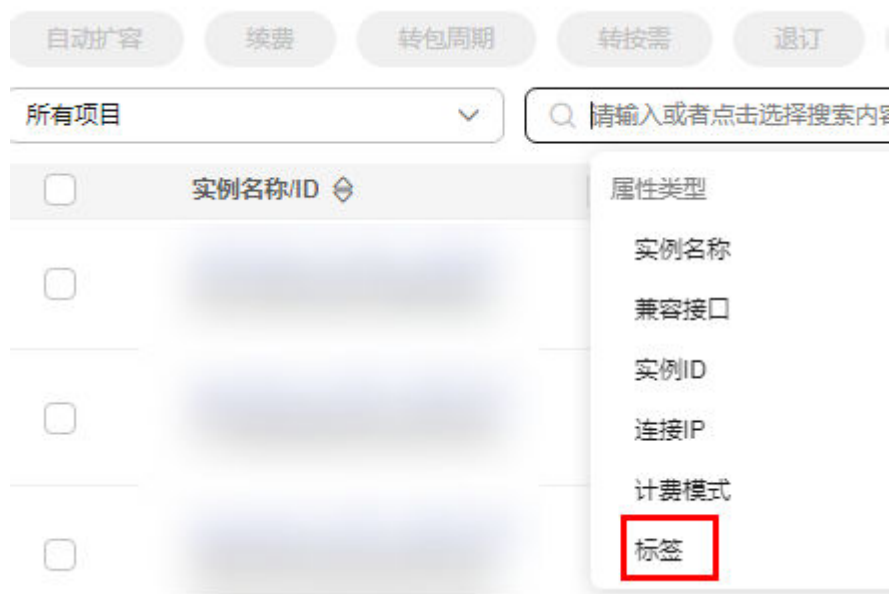 自动扩容 续费 转包周期 转按需 退订
所有项目 请输入或者点击选择搜索内容
实例名称/ID 属性类型
实例名称
兼容接口
实例ID
连接IP
计费模式
标签